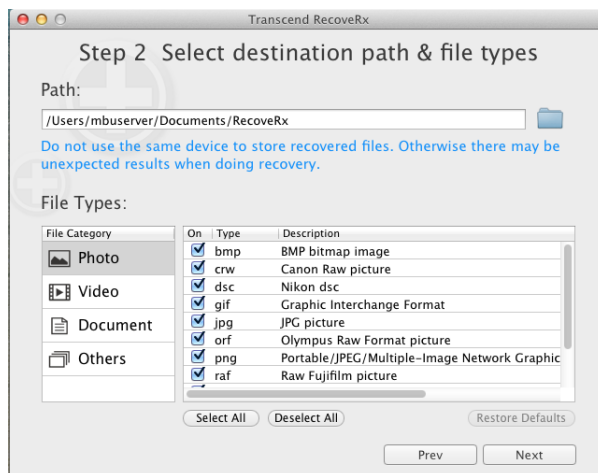 Transcend RecoveRx
Step 2 Select destination path & file types
Path:
/Users/mbuserver/Documents/RecoveRx
Do not use the same device to store recovered files. Otherwise there may be
unexpected results when doing recovery.
File Types:
File Category
On Type Description
Photo
Video
Document
Others
bmp BMP bitmap image
crw Canon Raw picture
dsc Nikon dsc
gif Graphic Interchange Format
jpg JPG picture
orf Olympus Raw Format picture
png Portable/JPEG/Multiple-Image Network Graphic
raf Raw Fujifilm picture
Select All Deselect All Restore Defaults
Prev Next